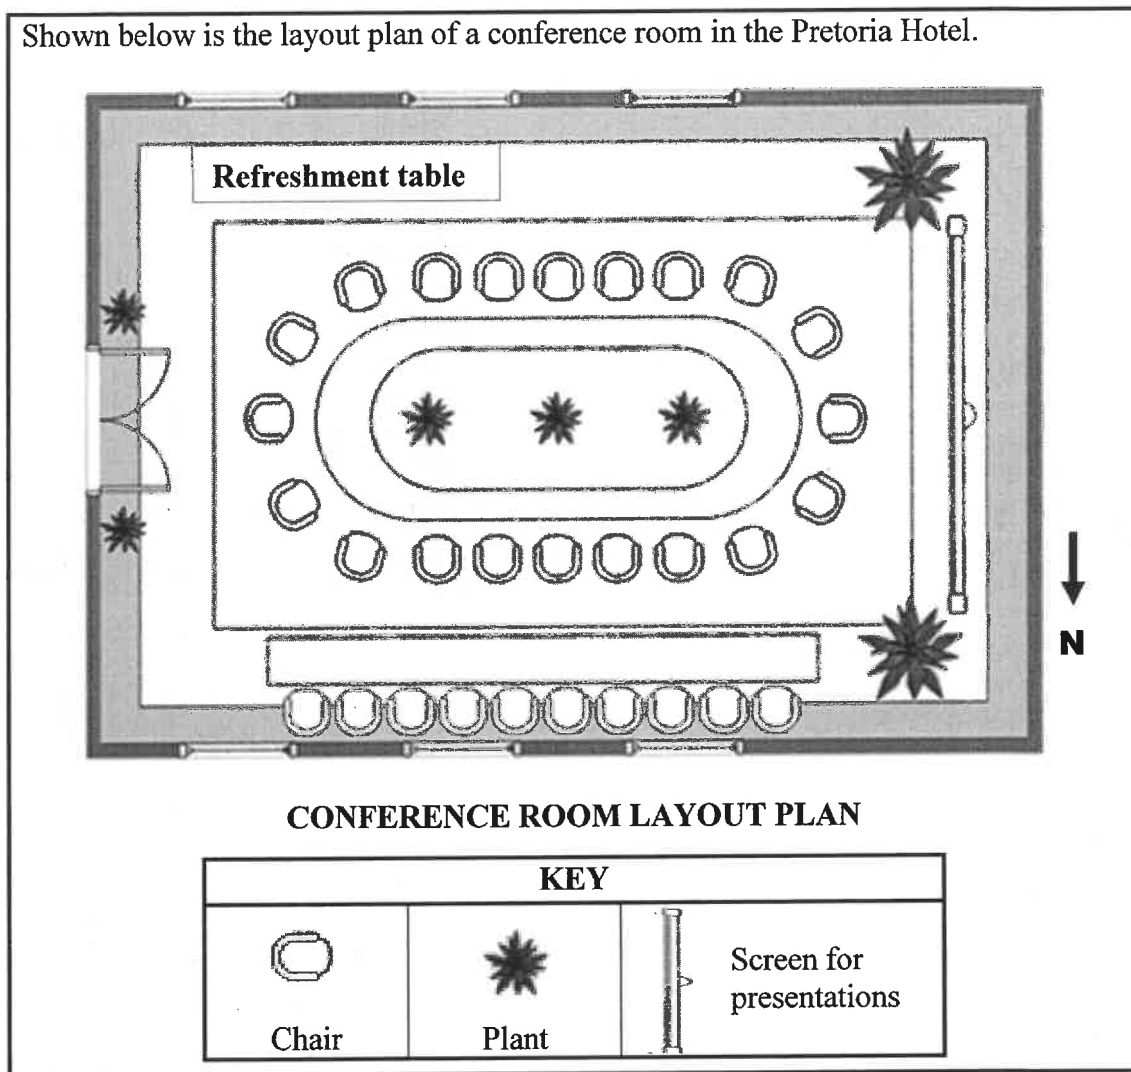 Shown below is the layout plan of a conference room in the Pretoria Hotel.
Refreshment table
N
CONFERENCE ROOM LAYOUT PLAN
KEY
Chair
Plant
Screen for
presentations